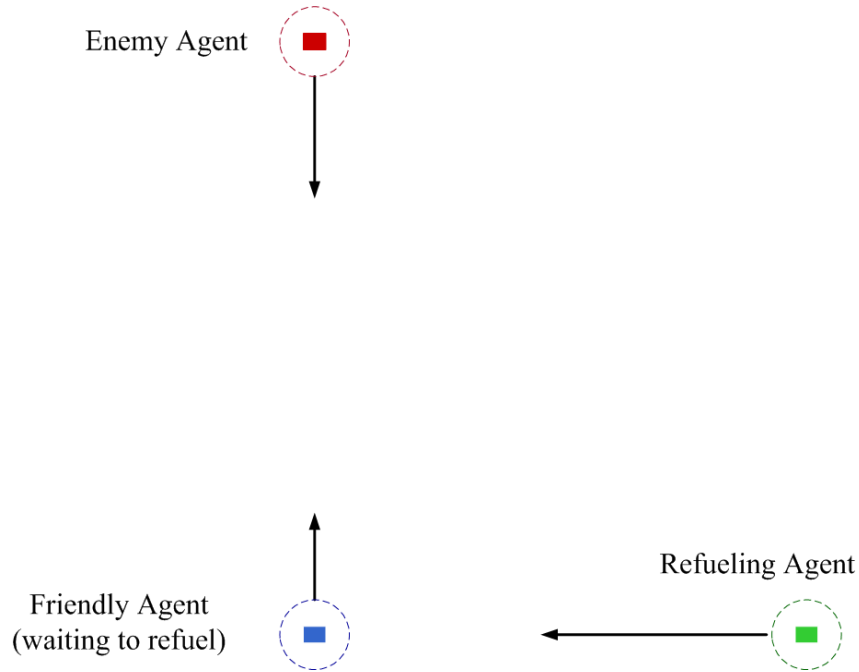 Enemy Agent
Refueling Agent
Friendly Agent
(waiting to refuel)